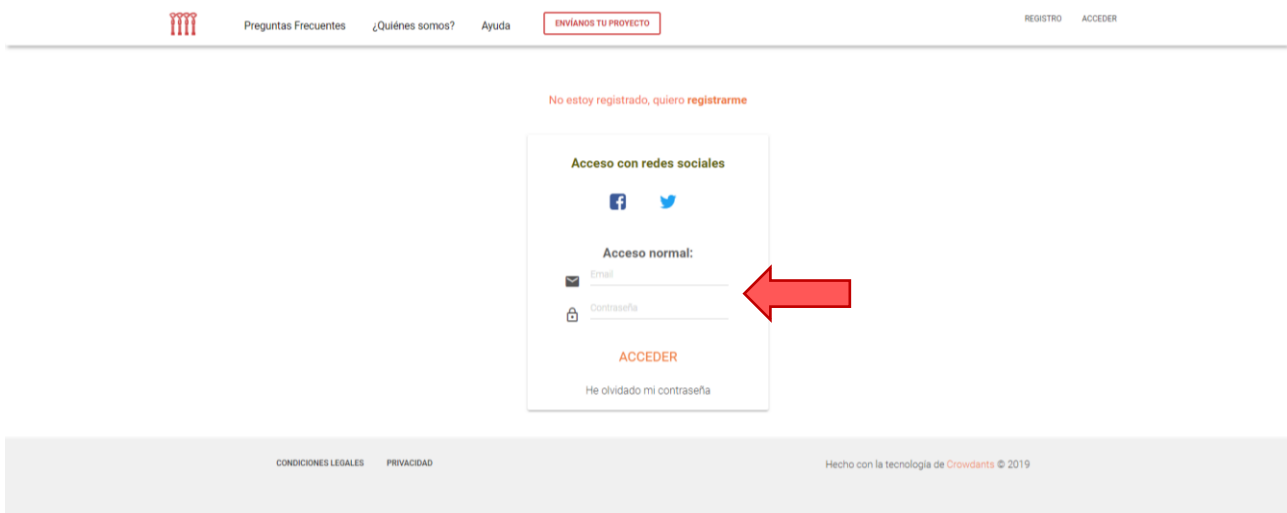 Preguntas Frecuentes ¿Quiénes somos? Ayuda ENVÍANOS TU PROYECTO REGISTRO ACCEDER
No estoy registrado, quiero registrarme
Acceso con redes sociales
Acceso normal:
Email
Contraseña
ACCEDER
He olvidado mi contraseña
CONDICIONES LEGALES PRIVACIDAD Hecho con la tecnología de Crowdants © 2019